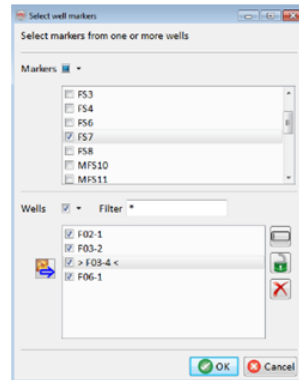 Select well markers
Select markers from one or more wells
Markers
FS3
FS4
FS6
FS7
FS8
MFS10
MFS11
Wells Filter *
F02-1
F03-2
> F03-4 <
F06-1
OK Cancel